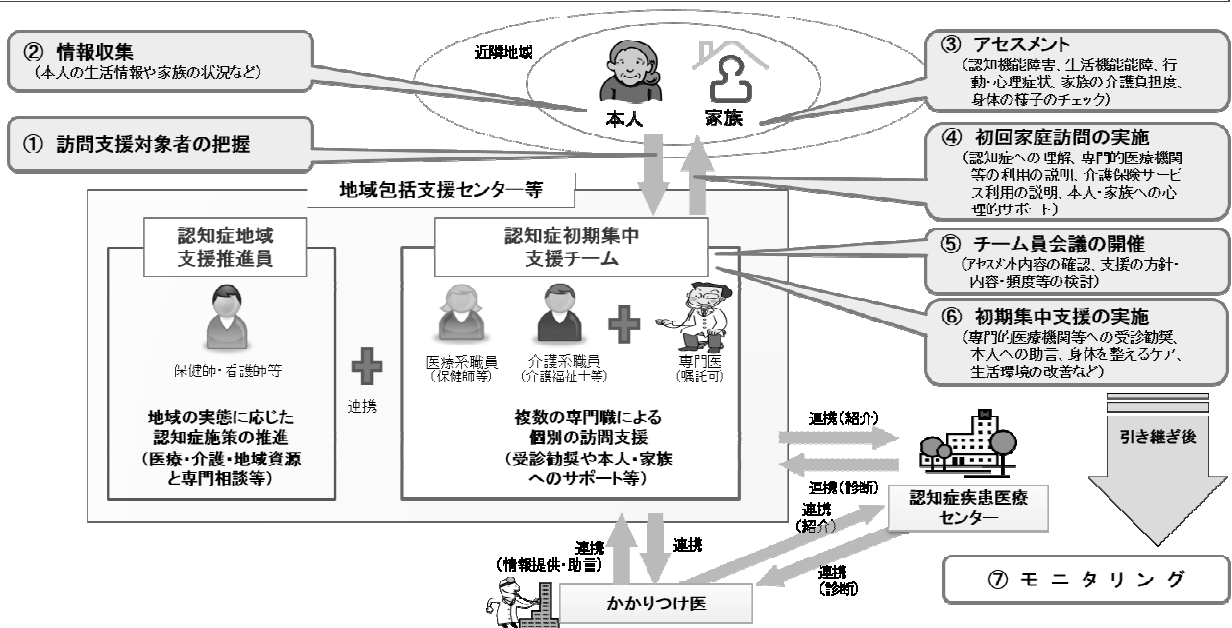 ② 情報収集
(本人の生活情報や家族の状況など)
① 訪問支援対象者の把握
近隣地域
本人
家族
③ アセスメント
(認知機能障害、生活機能障害、行
動・心理症状、家族の介護負担度、
身体の様子のチェック)
④ 初回家庭訪問の実施
(認知症への理解、専門的医療機関
等の利用の説明、介護保険サービ
ス利用の説明、本人・家族への心
理的サポート)
⑤ チーム員会議の開催
(アセスメント内容の確認、支援の方針・
内容・頻度等の検討)
⑥ 初期集中支援の実施
(専門的医療機関等への受診勧奨、
本人への助言、身体を整えるケア、
生活環境の改善など)
地域包括支援センター等
認知症地域
支援推進員
保健師・看護師等
地域の実態に応じた
認知症施策の推進
(医療・介護・地域資源
と専門相談等)
連携
認知症初期集中
支援チーム
医療系職員
(保健師等)
介護系職員
(介護福祉士等)
専門医
(嘱託可)
複数の専門職による
個別の訪問支援
(受診勧奨や本人・家族
へのサポート等)
連携(紹介)
連携(診断)
認知症疾患医療
センター
連携
(紹介)
連携
(診断)
連携
(情報提供・助言)
連携
かかりつけ医
引き継ぎ後
⑦ モニタリング